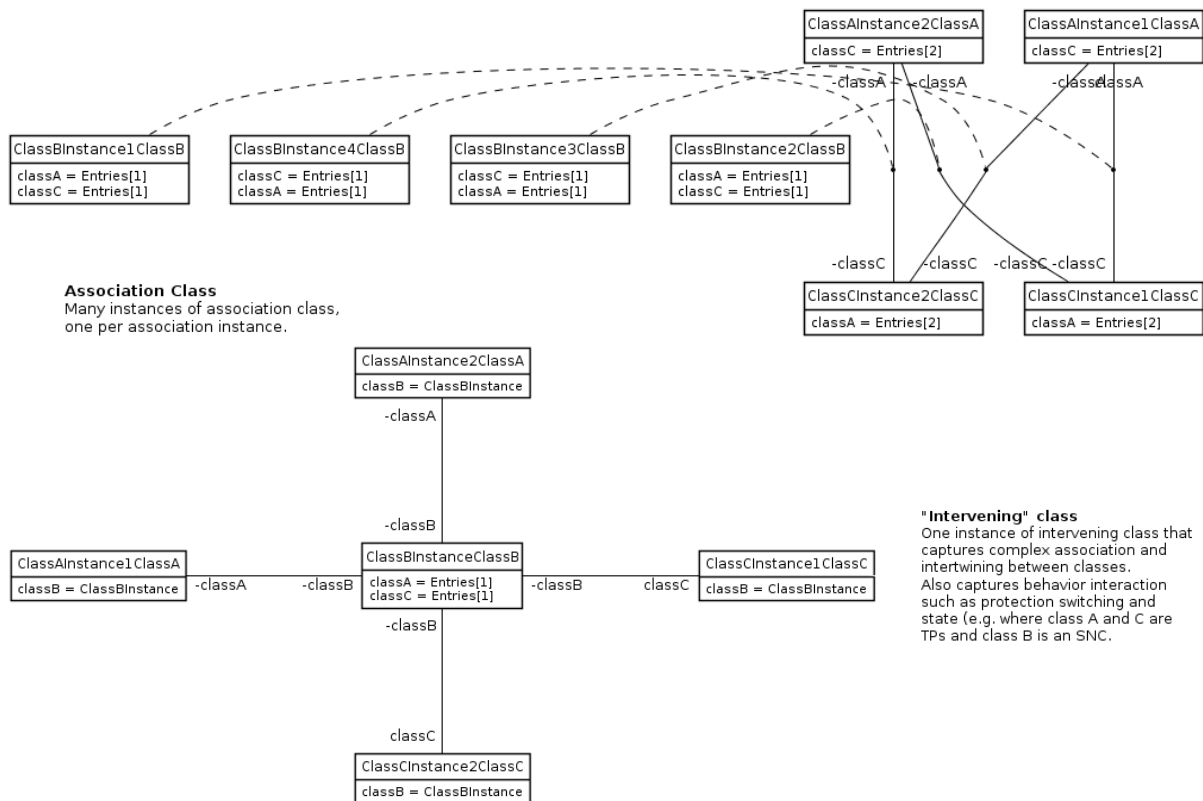 ClassAInstance2ClassA
classC = Entries[2]
ClassAInstance1ClassA
classC = Entries[2]
-classA
-classA
-classA
-classA
ClassBInstance1ClassB
classA = Entries[1]
classC = Entries[1]
ClassBInstance4ClassB
classC = Entries[1]
classA = Entries[1]
ClassBInstance3ClassB
classC = Entries[1]
classA = Entries[1]
ClassBInstance2ClassB
classA = Entries[1]
classC = Entries[1]
-classC
-classC
-classC
-classC
ClassCInstance2ClassC
classA = Entries[2]
ClassCInstance1ClassC
classA = Entries[2]
Association Class
Many instances of association class,
one per association instance.
ClassAInstance2ClassA
classB = ClassBInstance
-classA
-classB
ClassAInstance1ClassA
classB = ClassBInstance
-classA
-classB
ClassBInstanceClassB
classA = Entries[1]
classC = Entries[1]
-classB
classC
ClassCInstance1ClassC
classB = ClassBInstance
-classB
classC
ClassCInstance2ClassC
classB = ClassBInstance
"Intervening" class
One instance of intervening class that
captures complex association and
intertwining between classes.
Also captures behavior interaction
such as protection switching and
state (e.g. where class A and C are
TPs and class B is an SNC.